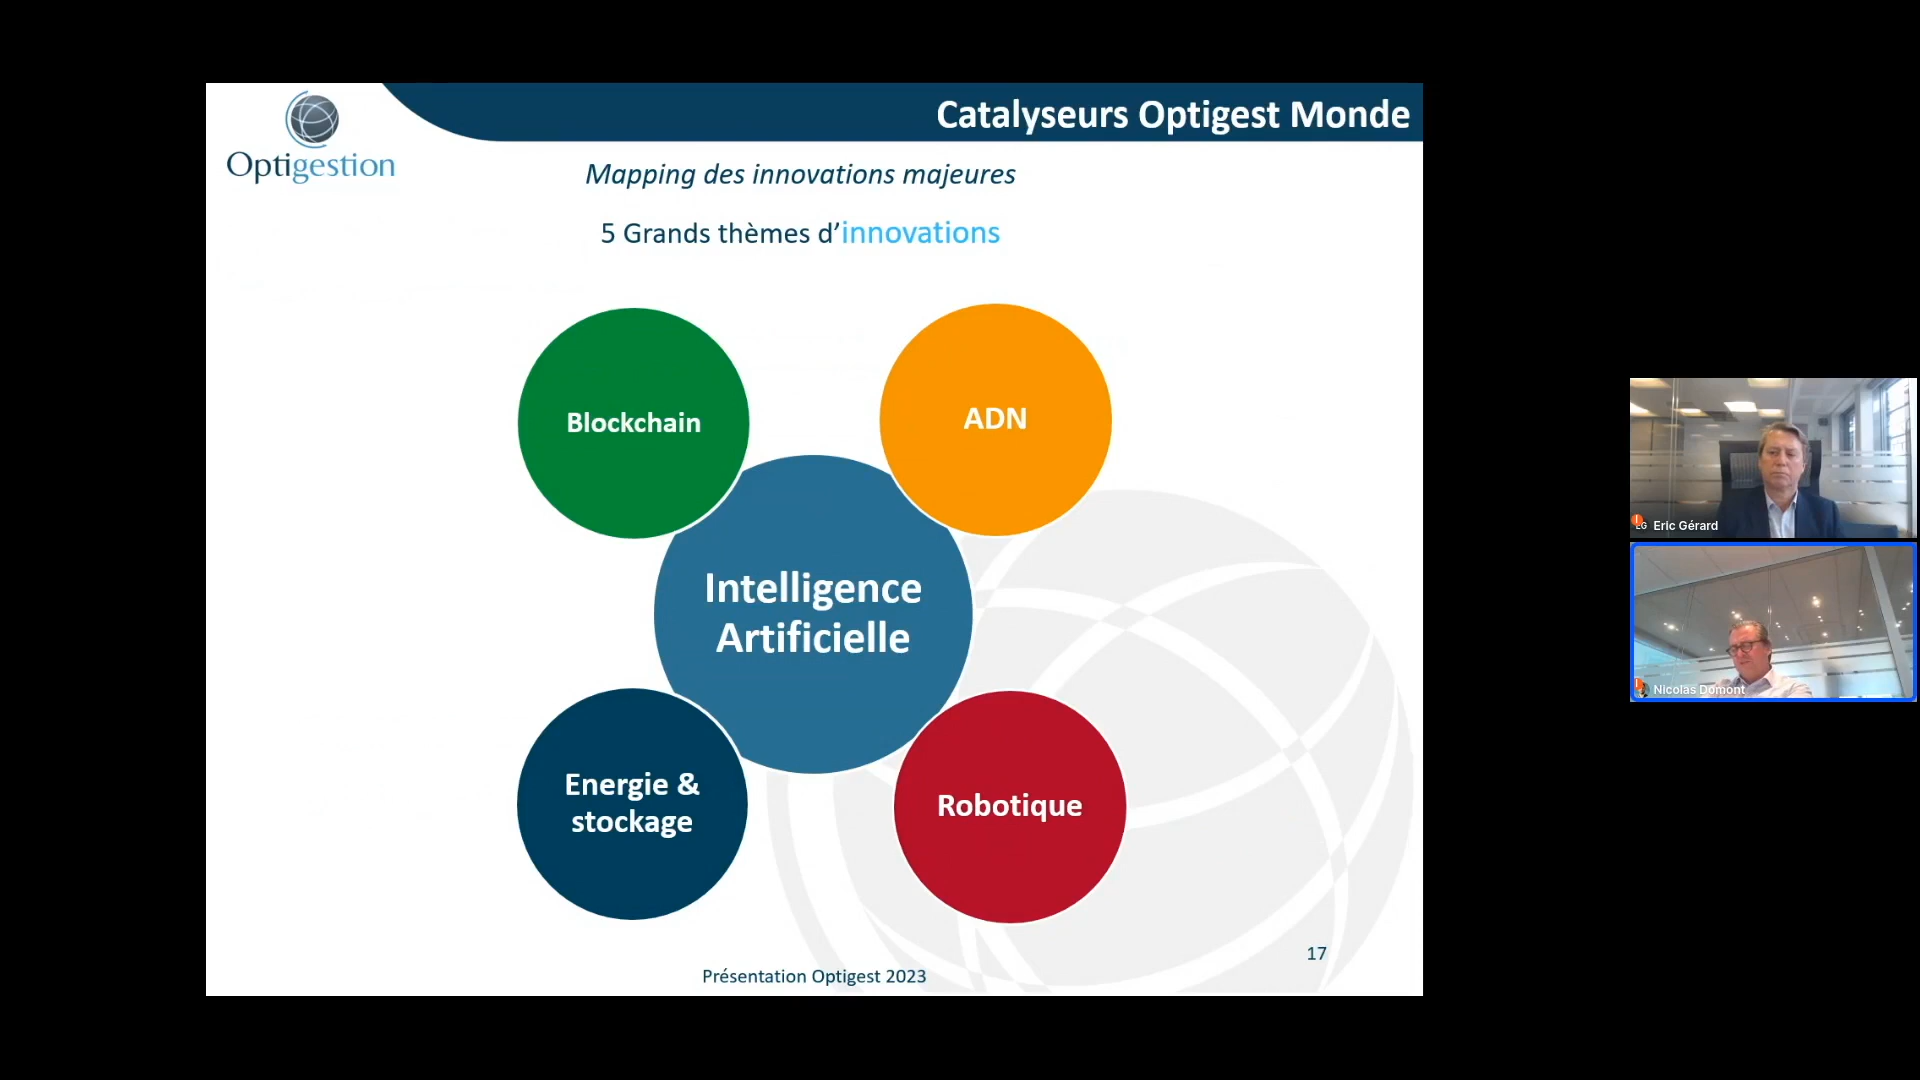 Optigestion
Catalyseurs Optigest Monde
Mapping des innovations majeures
5 Grands thèmes d'innovations
Blockchain
ADN
Intelligence
Artificielle
Energie &
stockage
Robotique
17
Présentation Optigest 2023
EG Eric Gérard
Nicolas Domont